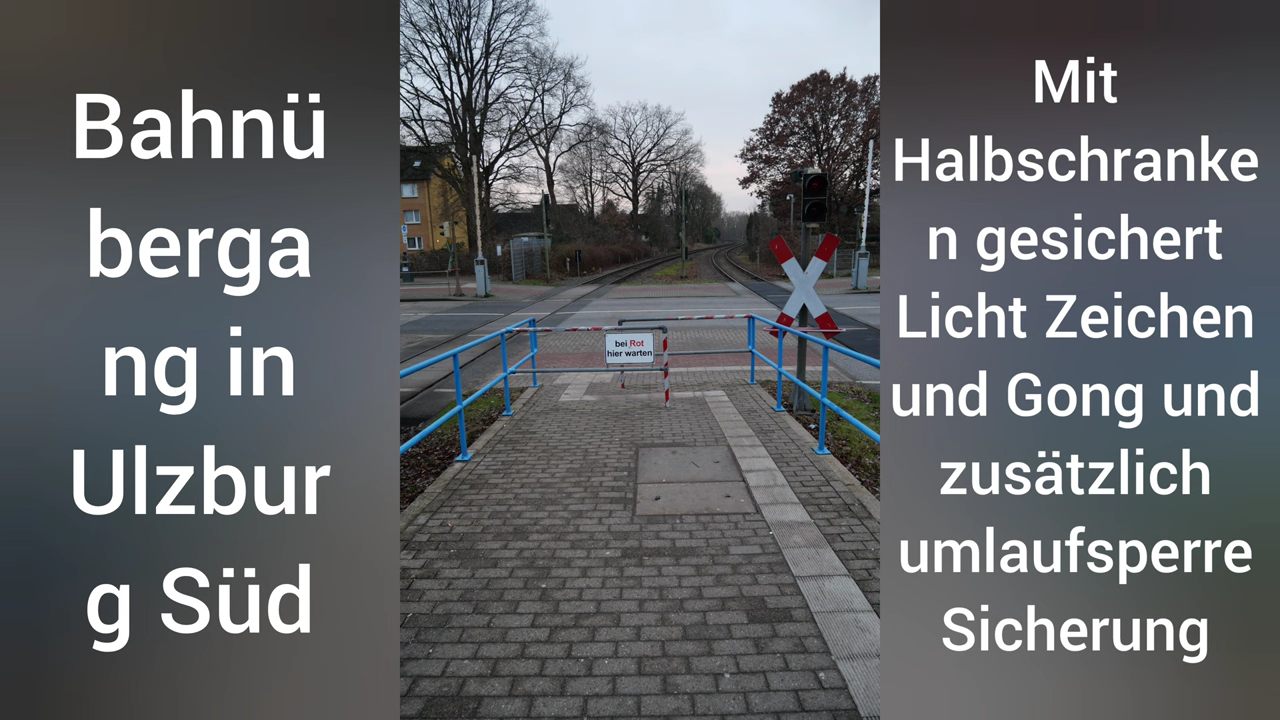 Bahnü
berga
ng in
Ulzbur
g Süd
bei Rot
hier warten
Mit
Halbschranke
n gesichert
Licht Zeichen
und Gong und
zusätzlich
umlaufsperre
Sicherung